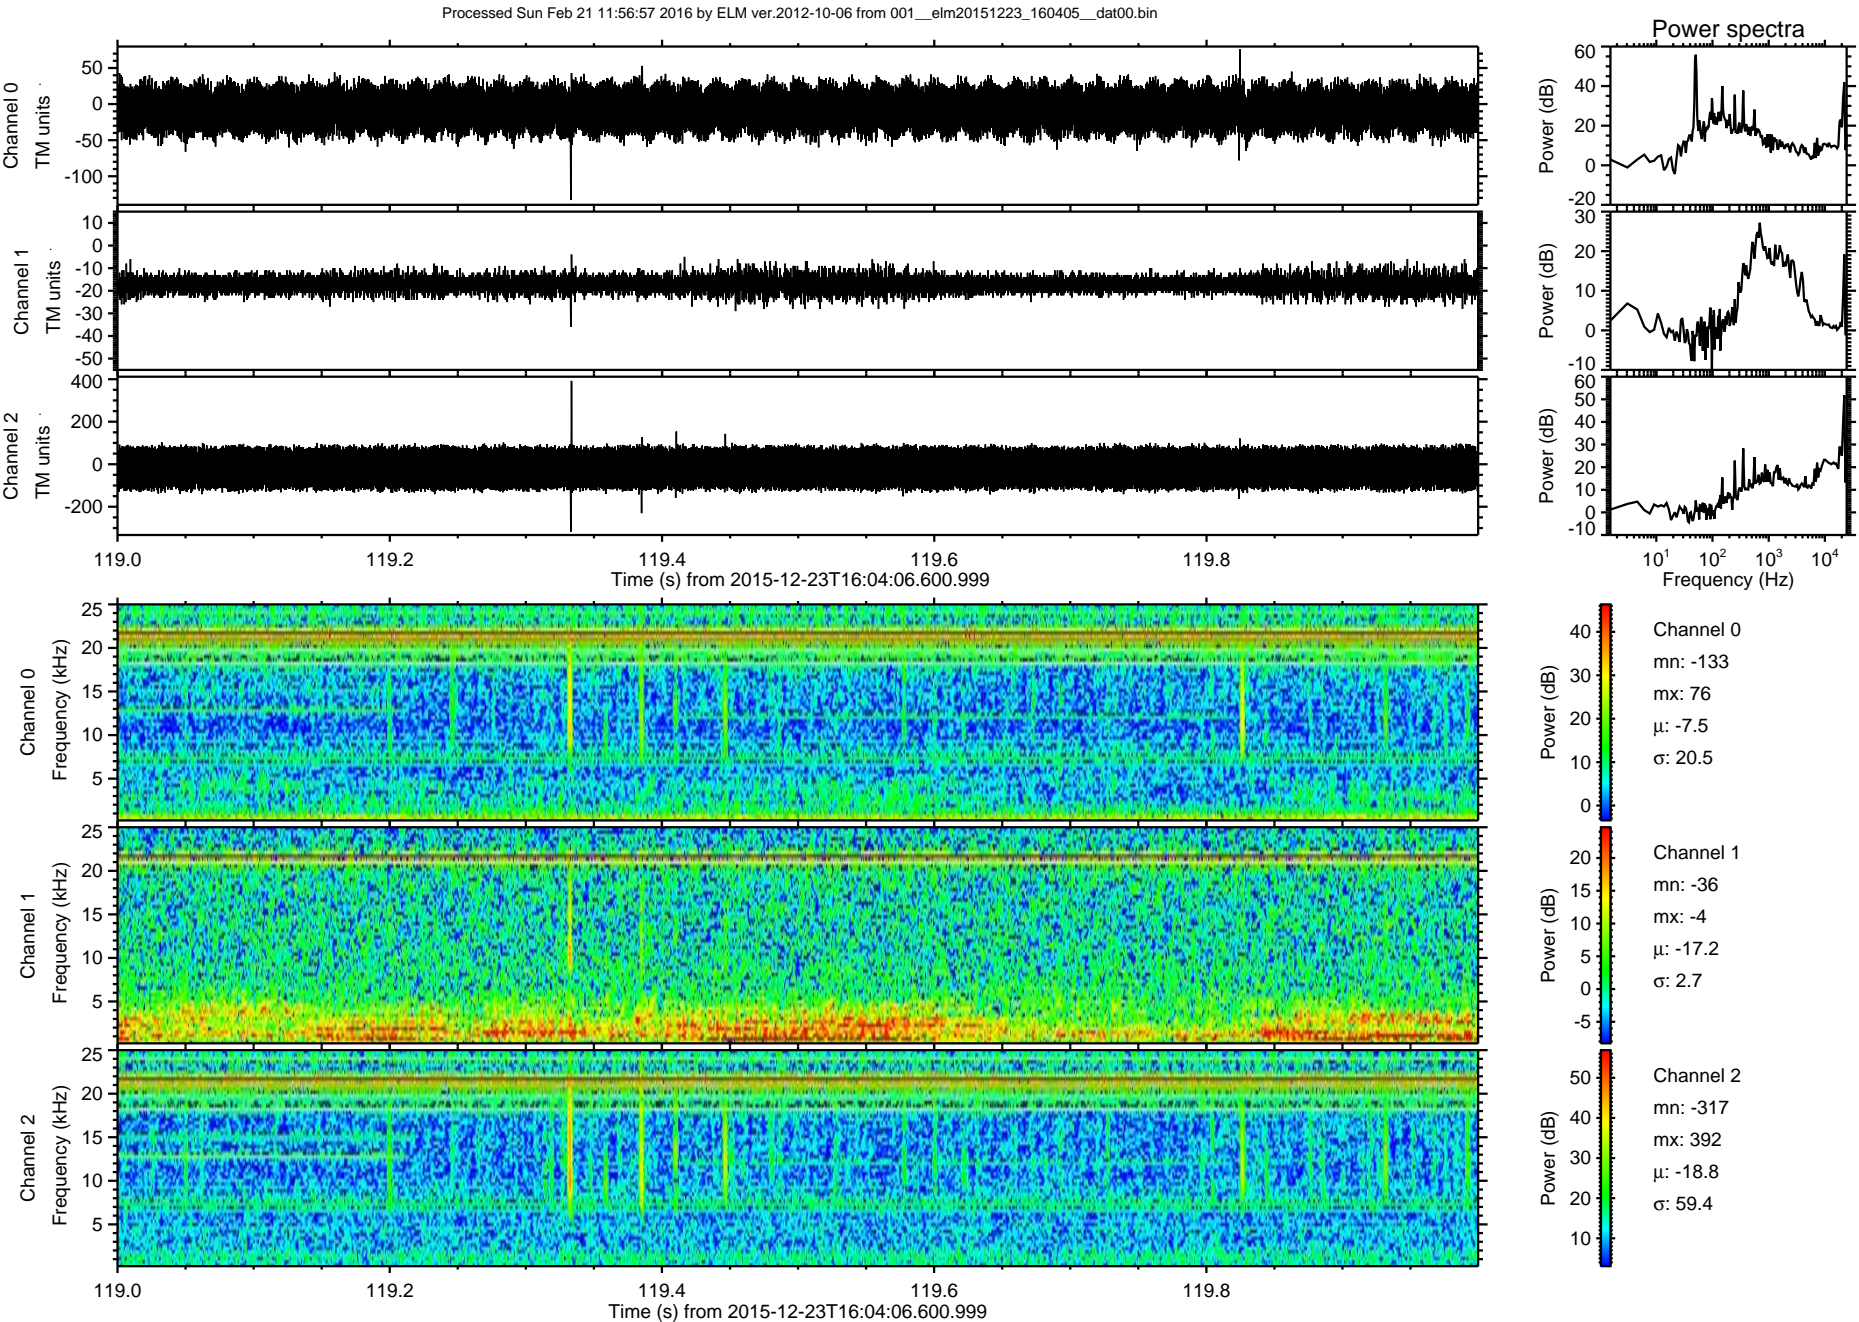 Processed Sun Feb 21 11:56:57 2016 by ELM ver.2012-10-06 from 001__elm20151223_160405__dat00.bin
Power spectra
Channel 0
TM units
50
0
-50
-100
Power (dB)
60
40
20
0
-20
Channel 1
TM units
10
0
-10
-20
-30
-40
-50
Power (dB)
30
20
10
0
-10
Channel 2
TM units
400
200
0
-200
Power (dB)
60
50
40
30
20
10
0
-10
119.0 119.2 119.4 119.6 119.8
Time (s) from 2015-12-23T16:04:06.600.999
10¹ 10² 10³ 10⁴
Frequency (Hz)
Channel 0
Frequency (kHz)
25
20
15
10
5
Power (dB)
40
30
20
10
0
Channel 0
mn: -133
mx: 76
μ: -7.5
σ: 20.5
Channel 1
Frequency (kHz)
25
20
15
10
5
Power (dB)
20
15
10
5
0
-5
Channel 1
mn: -36
mx: -4
μ: -17.2
σ: 2.7
Channel 2
Frequency (kHz)
25
20
15
10
5
Power (dB)
50
40
30
20
10
Channel 2
mn: -317
mx: 392
μ: -18.8
σ: 59.4
119.0 119.2 119.4 119.6 119.8
Time (s) from 2015-12-23T16:04:06.600.999